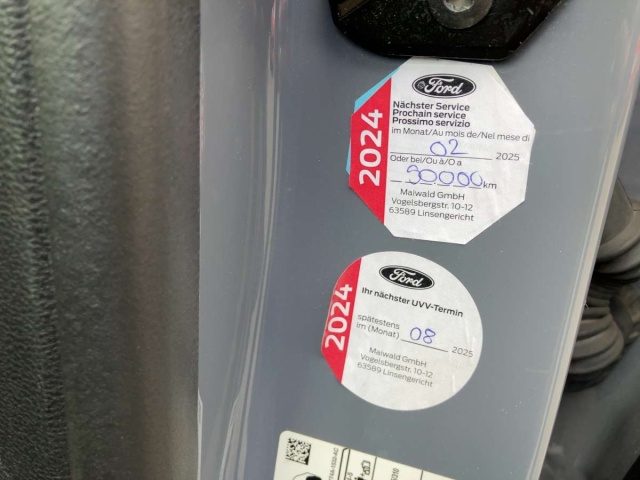 Ford
Nächster Service
Prochain service
Prossimo servizio
im Monat/Au mois de/Nel mese di
02 2025
Oder bei/Ou à/O a
90.000 km
Maiwald GmbH
Vogelsbergstr. 10-12
63589 Linsengericht
2024
Ford
Ihr nächster UVV-Termin
spätestens
im (Monat) 08 2025
Maiwald GmbH
Vogelsbergstr. 10-12
63589 Linsengericht
2024